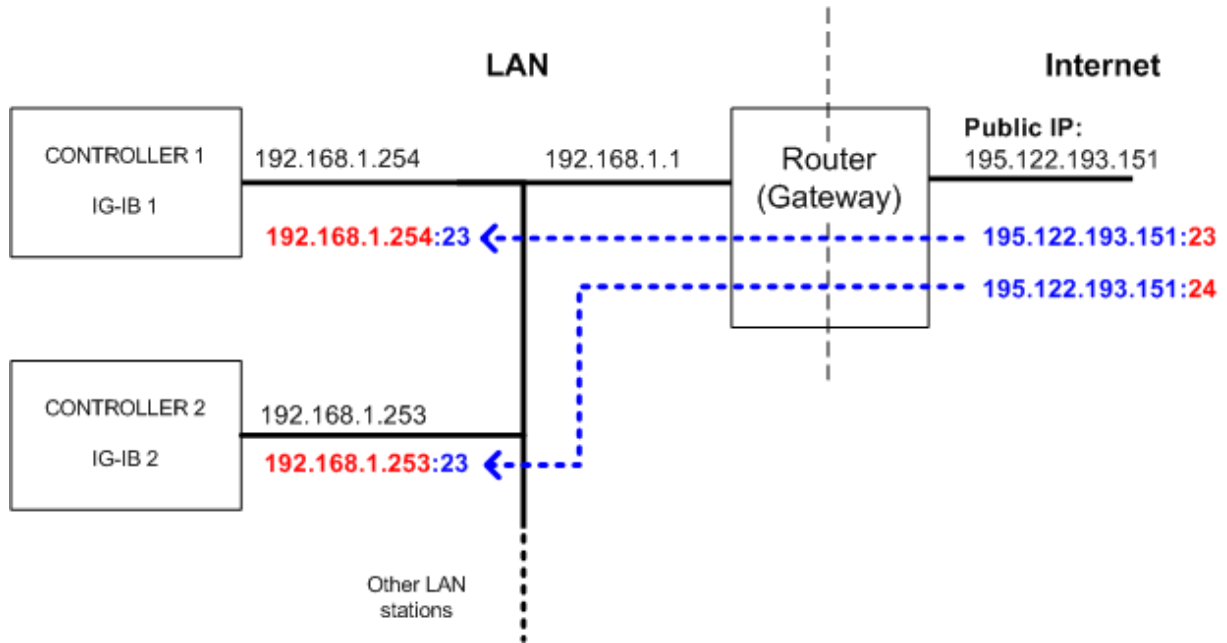 LAN
Internet
CONTROLLER 1
IG-IB 1
192.168.1.254
192.168.1.1
Router
(Gateway)
Public IP:
195.122.193.151
192.168.1.254:23
195.122.193.151:23
195.122.193.151:24
CONTROLLER 2
IG-IB 2
192.168.1.253
192.168.1.253:23
Other LAN
stations